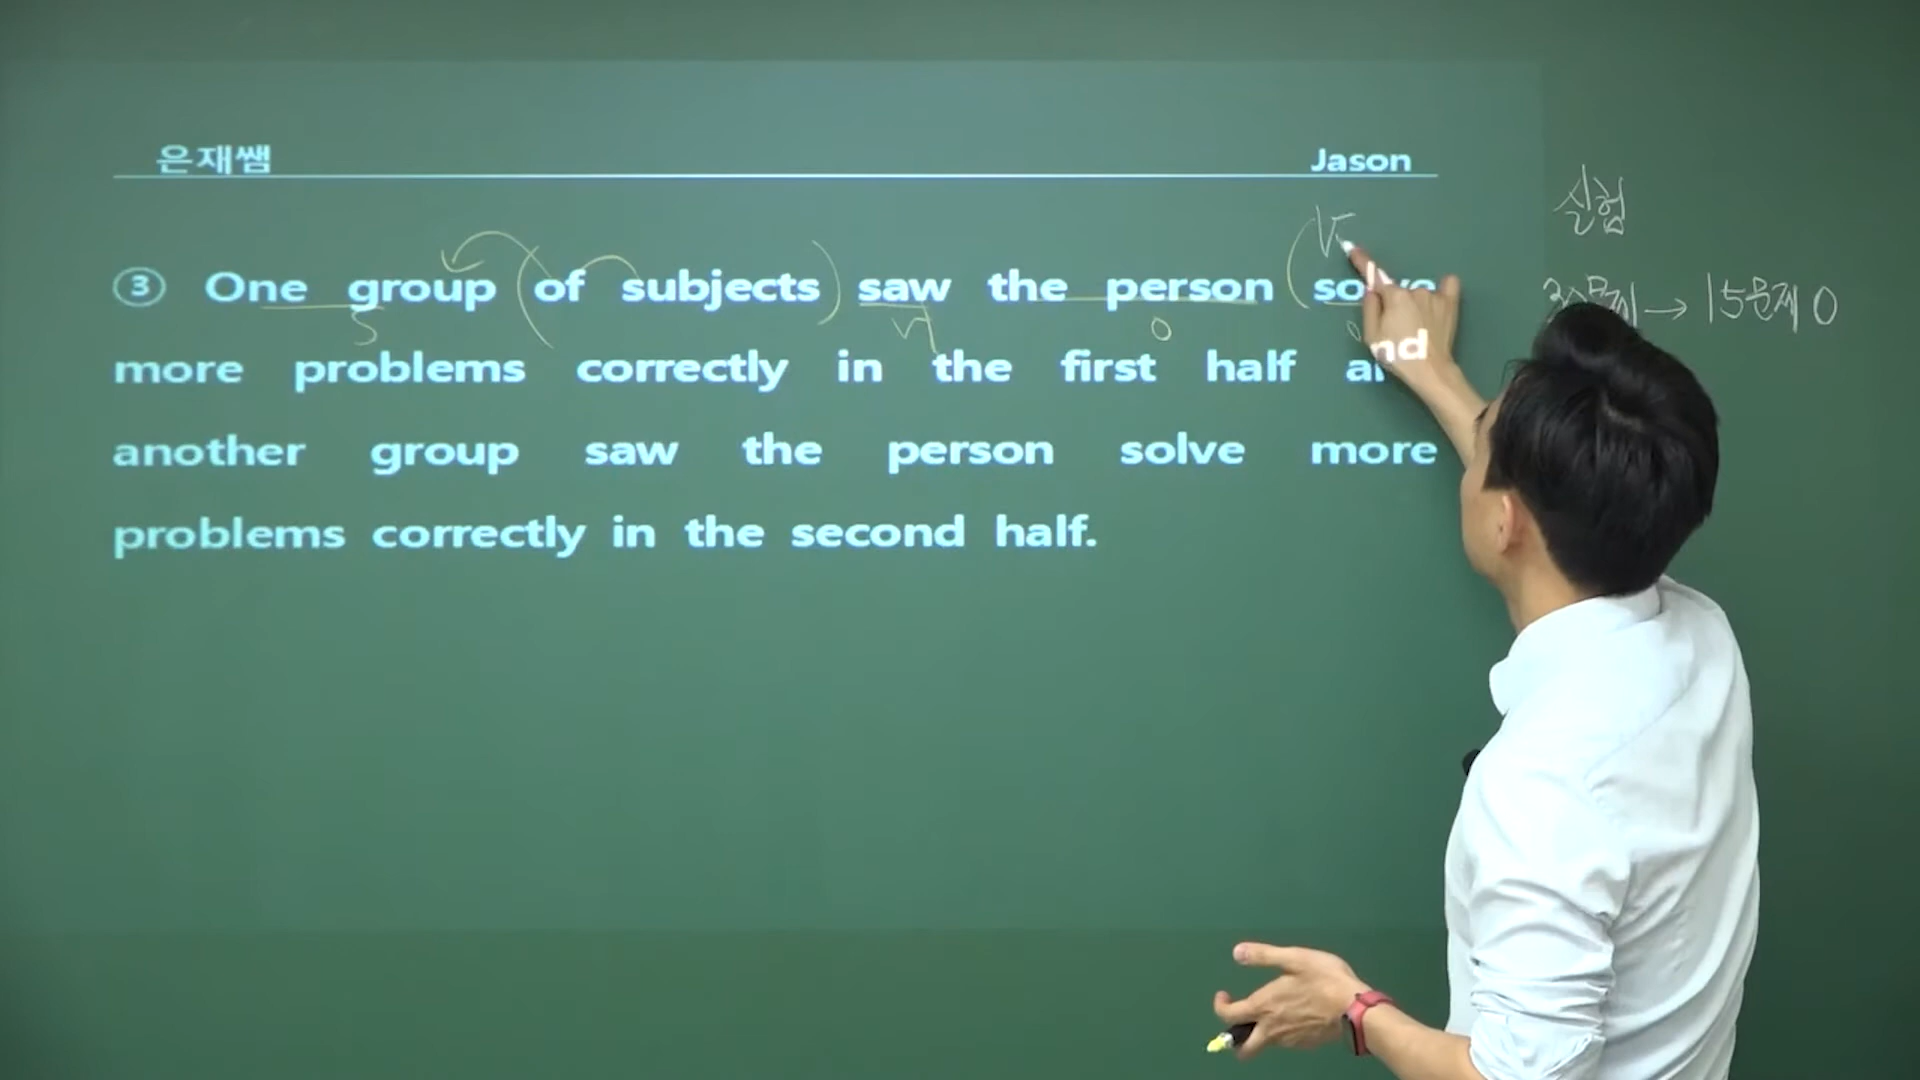 은재쌤 Jason
③ One group of subjects saw the person solve
more problems correctly in the first half and
another group saw the person solve more
problems correctly in the second half.
S V O
실험
→ 15문제 O